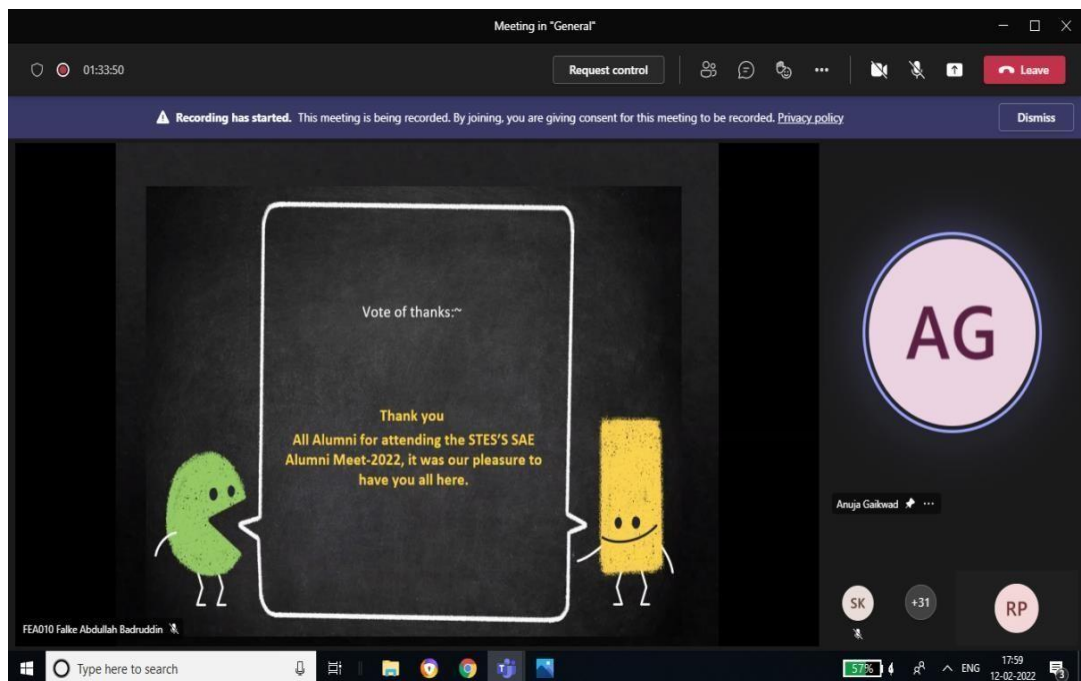 Meeting in "General"
01:33:50
Request control
Leave
Recording has started. This meeting is being recorded. By joining, you are giving consent for this meeting to be recorded. Privacy policy
Dismiss
Vote of thanks:~
Thank you
All Alumni for attending the STES'S SAE
Alumni Meet-2022, it was our pleasure to
have you all here.
AG
Anuja Gaikwad
SK
+31
RP
FEA010 Falke Abdullah Badruddin
Type here to search
57%
ENG
17:59
12-02-2022
3